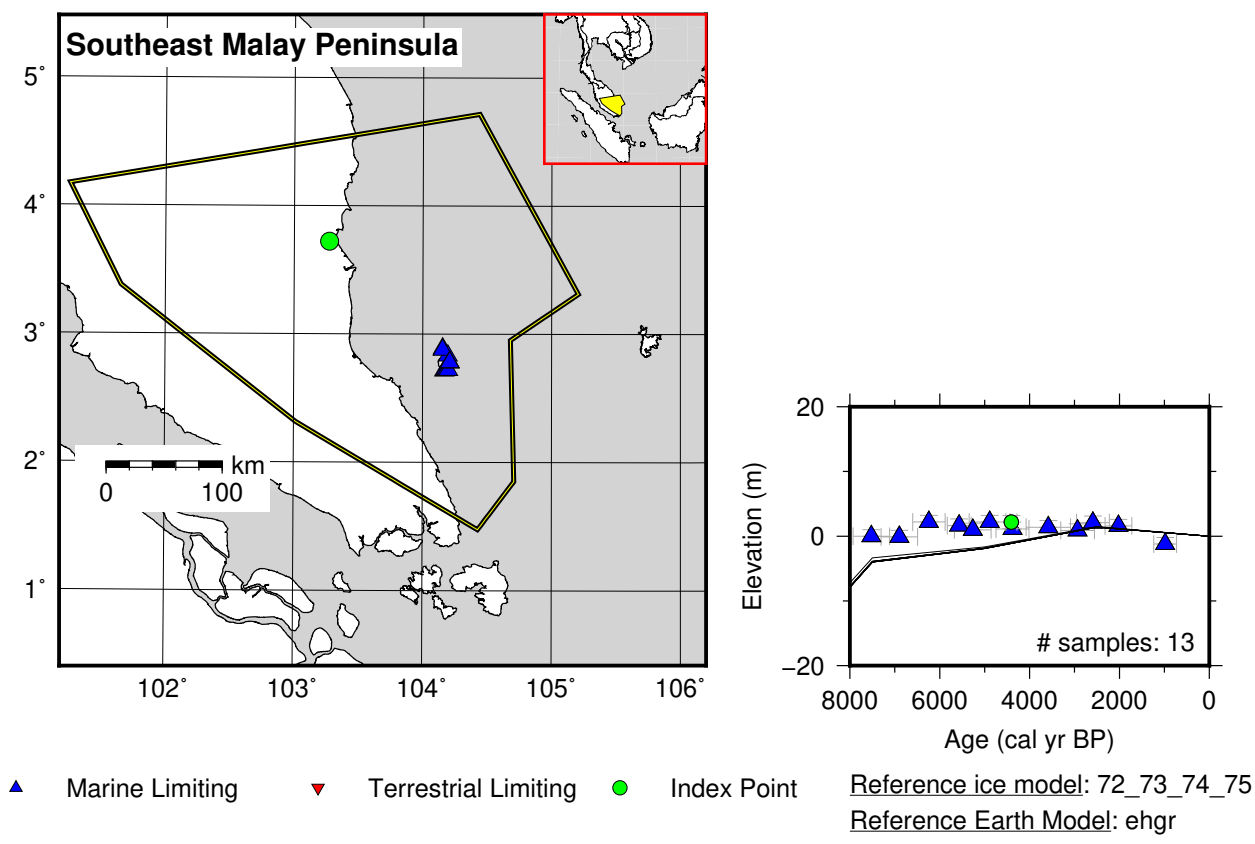 Southeast Malay Peninsula
5˚
4˚
3˚
2˚
1˚
km
0 100
102˚ 103˚ 104˚ 105˚ 106˚
20
0
−20
Elevation (m)
# samples: 13
8000 6000 4000 2000 0
Age (cal yr BP)
Marine Limiting Terrestrial Limiting Index Point
Reference ice model: 72_73_74_75
Reference Earth Model: ehgr